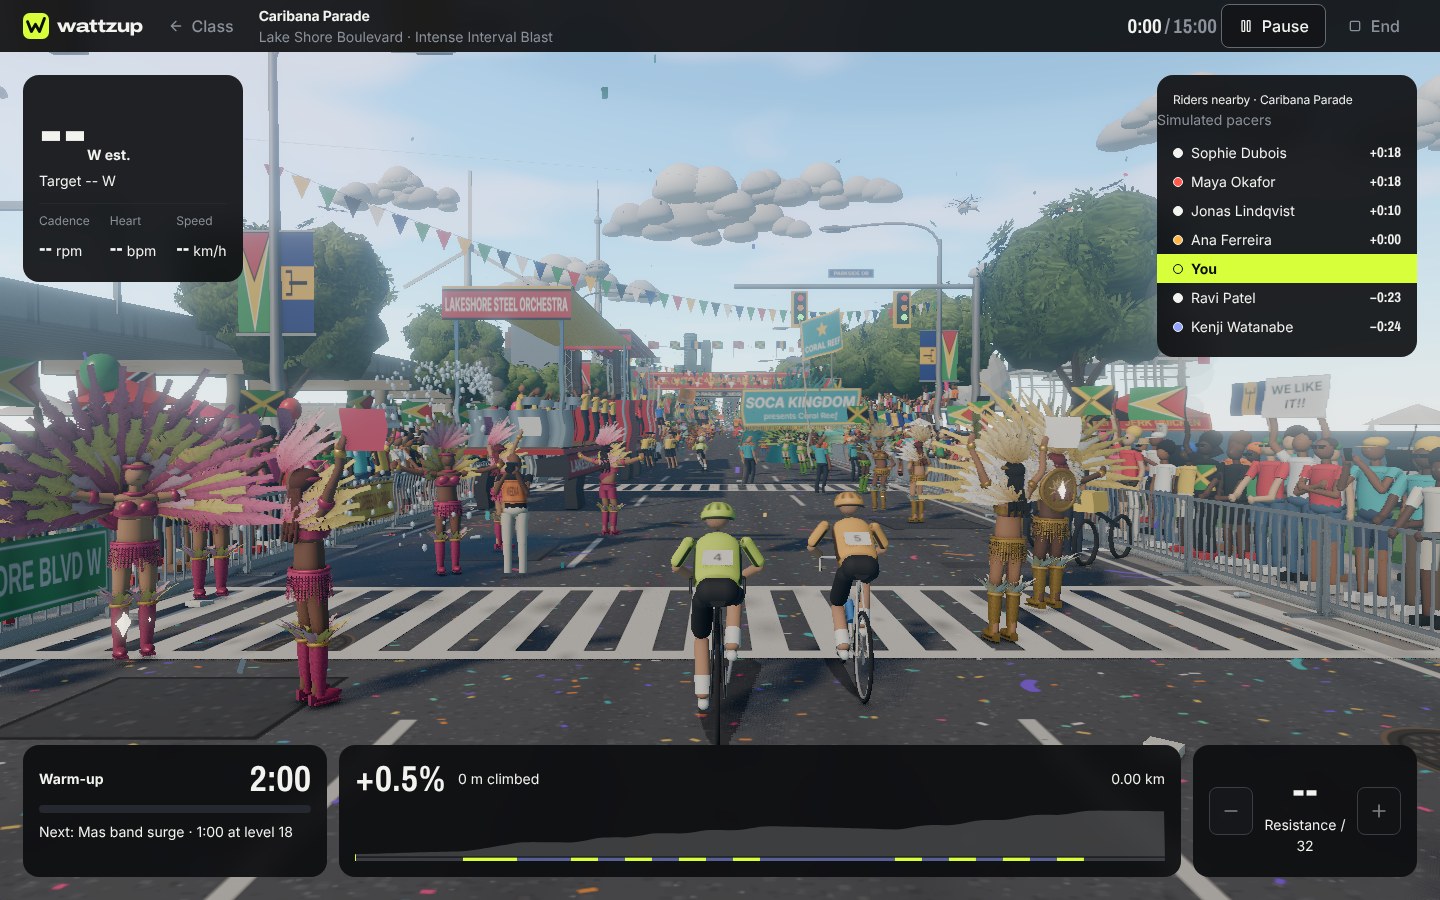 W wattzup
Class
Caribana Parade
Lake Shore Boulevard · Intense Interval Blast
0:00 / 15:00
Pause
End
-- W est.
Target -- W
Cadence Heart Speed
-- rpm -- bpm -- km/h
Riders nearby · Caribana Parade
Simulated pacers
Sophie Dubois +0:18
Maya Okafor +0:18
Jonas Lindqvist +0:10
Ana Ferreira +0:00
You
Ravi Patel −0:23
Kenji Watanabe −0:24
LAKESHORE STEEL ORCHESTRA
CORAL REEF
SOCA KINGDOM
presents Coral Reef
WE LIKE
IT!!
ORE BLVD W
4
5
Warm-up 2:00
Next: Mas band surge · 1:00 at level 18
+0.5% 0 m climbed 0.00 km
--
Resistance /
32